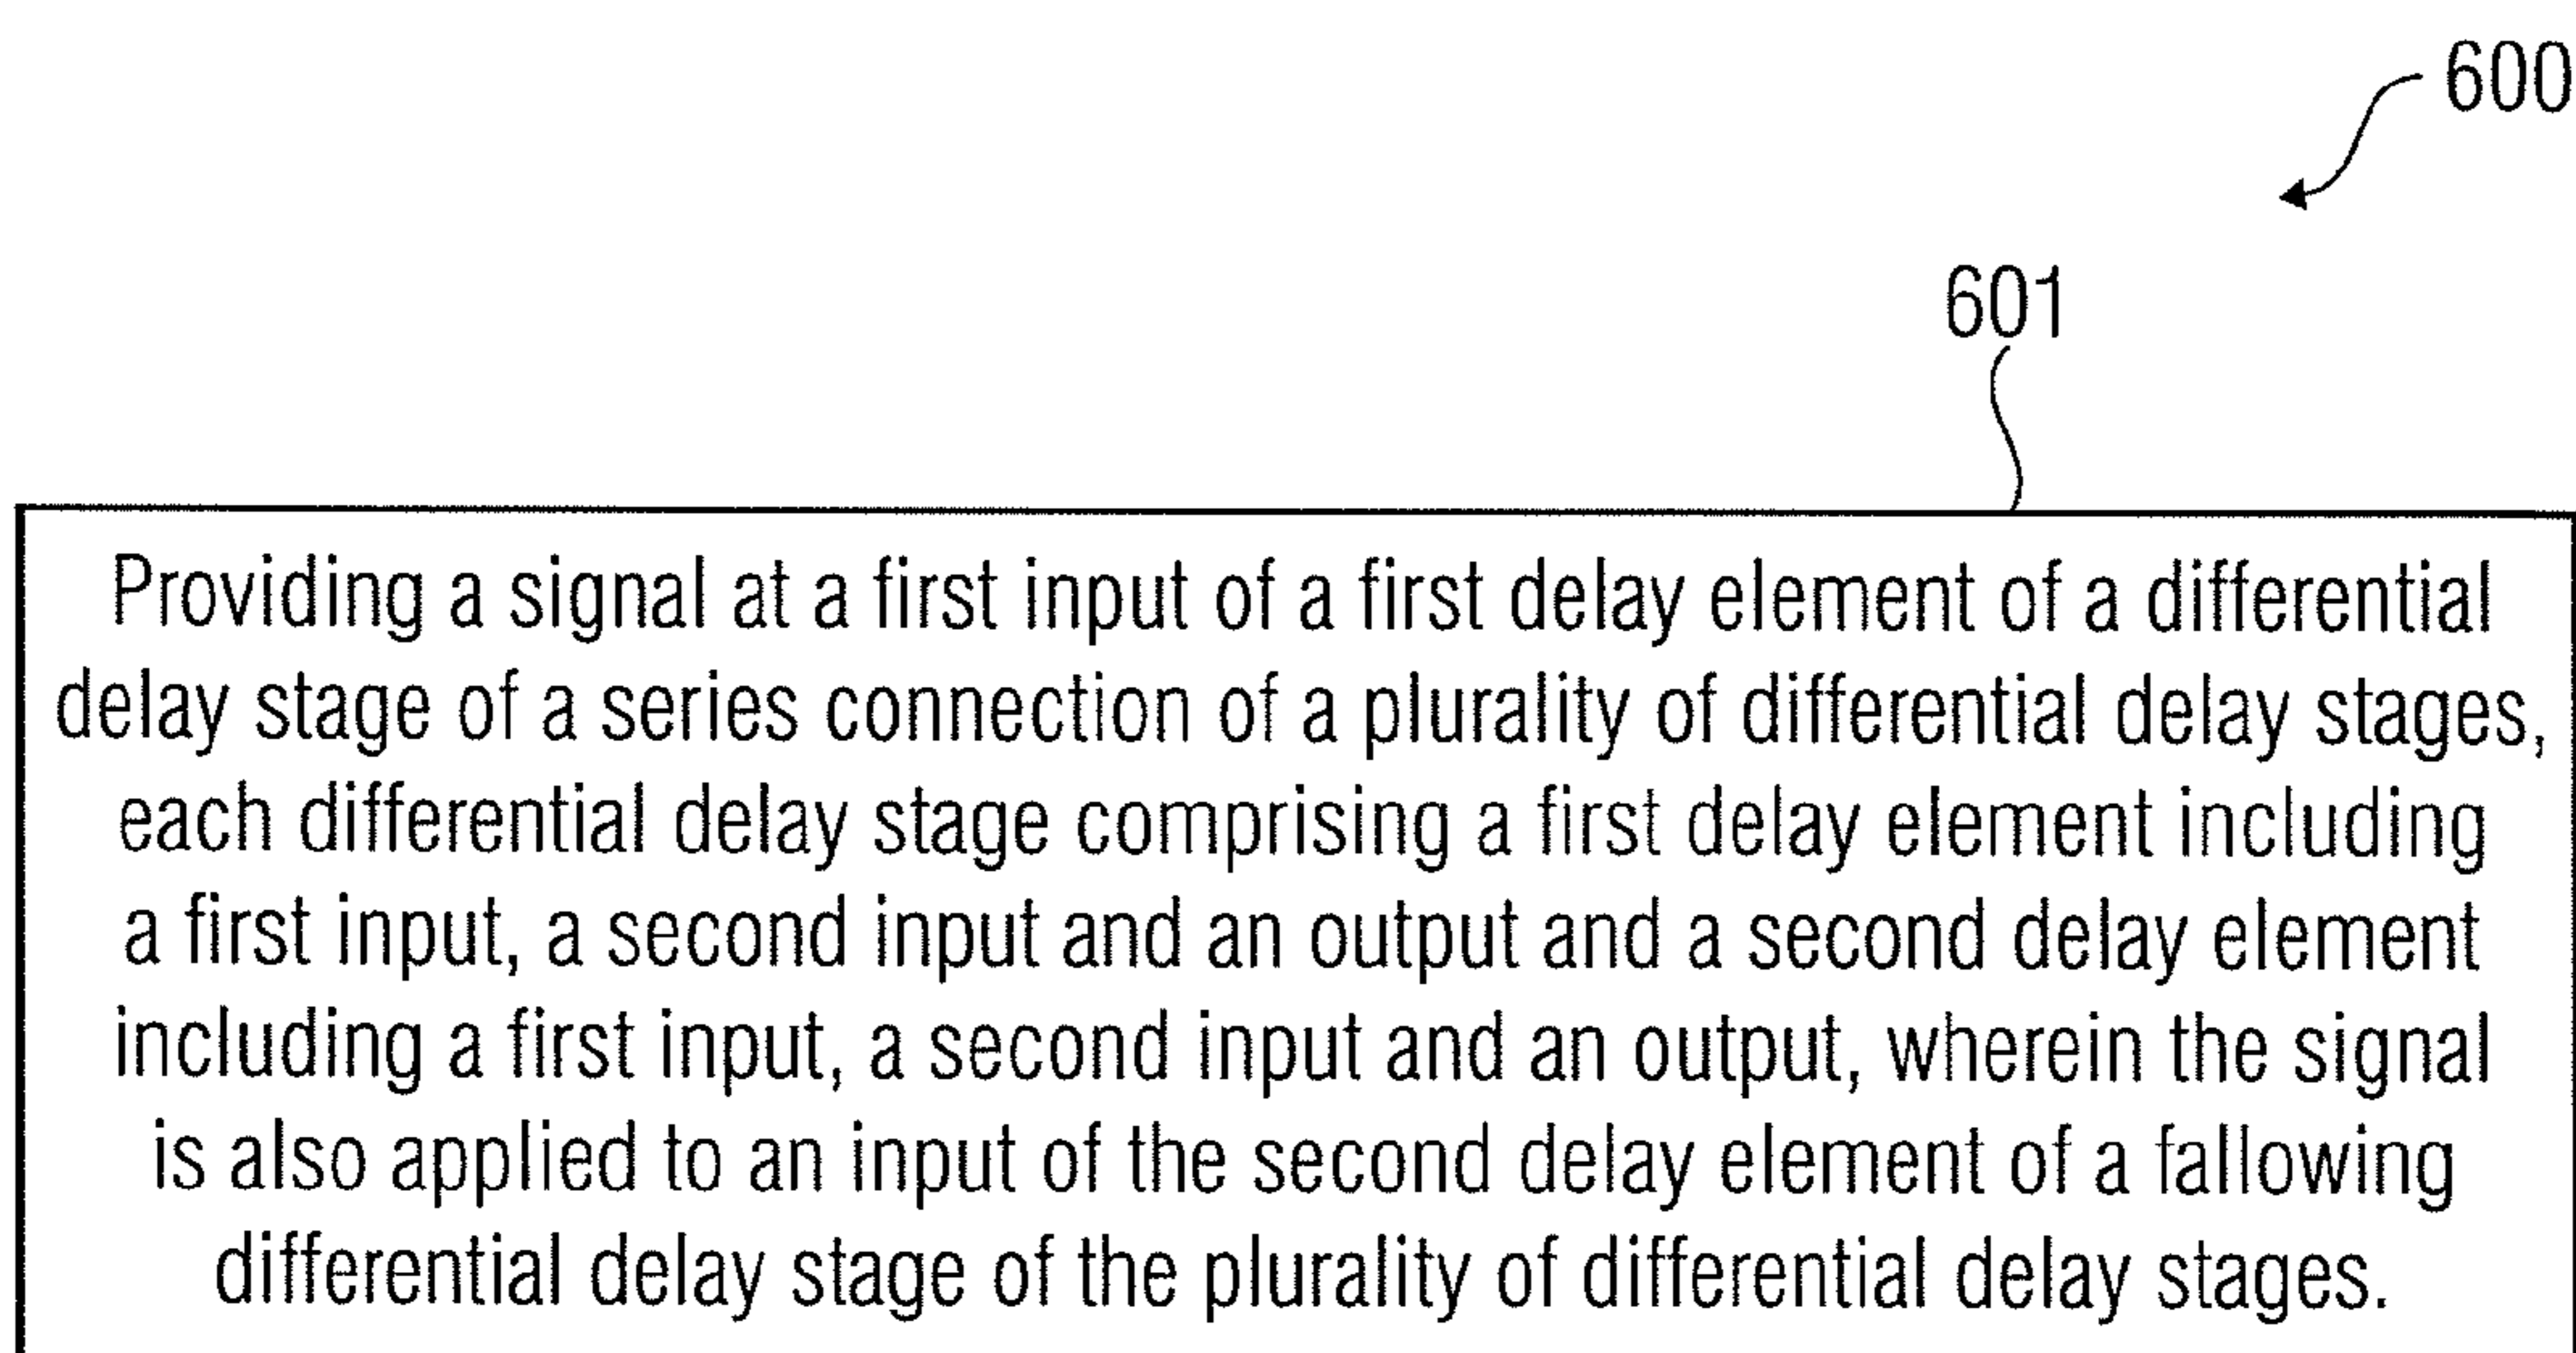 600
601
Providing a signal at a first input of a first delay element of a differential
delay stage of a series connection of a plurality of differential delay stages,
each differential delay stage comprising a first delay element including
a first input, a second input and an output and a second delay element
including a first input, a second input and an output, wherein the signal
is also applied to an input of the second delay element of a fallowing
differential delay stage of the plurality of differential delay stages.